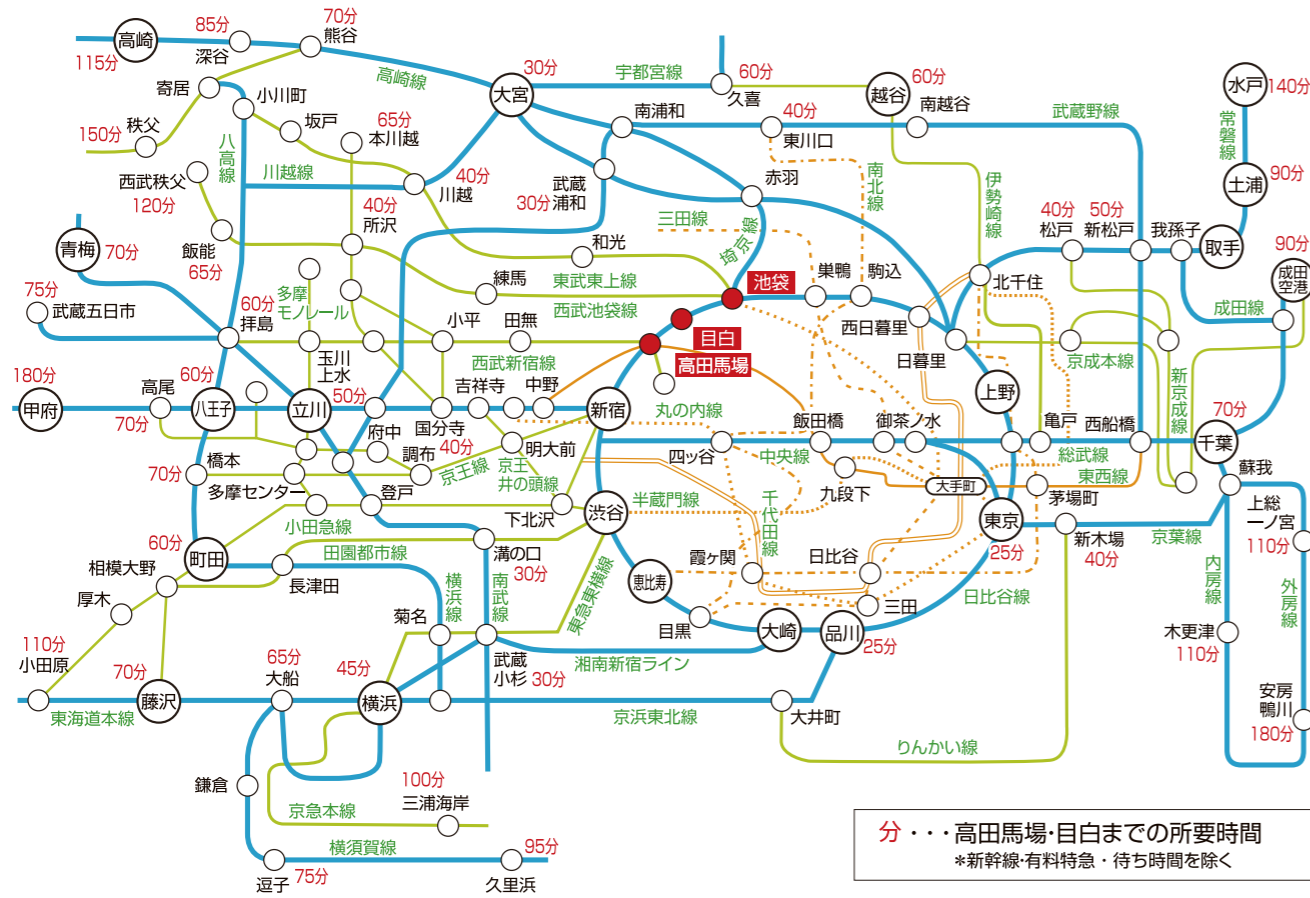 70分
熊谷
85分
深谷
高崎
115分
高崎線
30分
大宮
宇都宮線
60分
久喜
60分
越谷
南越谷
武蔵野線
水戸
140分
常磐線
寄居
小川町
坂戸
65分
本川越
南浦和
40分
東川口
150分
秩父
八高線
川越線
40分
川越
西武秩父
120分
40分
所沢
武蔵
浦和
30分
赤羽
三田線
南北線
伊勢崎線
40分
松戸
50分
新松戸
我孫子
土浦
90分
取手
90分
成田
空港
青梅
70分
飯能
65分
和光
埼京線
練馬
東武東上線
西武池袋線
池袋
巣鴨
駒込
北千住
成田線
75分
武蔵五日市
60分
拝島
多摩
モノレール
小平
田無
目白
高田馬場
西日暮里
日暮里
京成本線
新京成線
玉川
上水
西武新宿線
吉祥寺
中野
180分
甲府
高尾
70分
60分
八王子
立川
50分
国分寺
40分
新宿
丸の内線
飯田橋
御茶ノ水
上野
亀戸
西船橋
70分
千葉
府中
調布
京王線
明大前
京王
井の頭線
四ッ谷
中央線
総武線
橋本
70分
多摩センター
登戸
下北沢
渋谷
半蔵門線
千代田線
九段下
大手町
東西線
茅場町
蘇我
小田急線
東京
25分
新木場
40分
京葉線
上総
一ノ宮
110分
60分
町田
田園都市線
溝の口
30分
恵比寿
霞ヶ関
日比谷
日比谷線
内房線
外房線
相模大野
長津田
横浜線
南武線
東急東横線
厚木
菊名
目黒
大崎
品川
25分
三田
木更津
110分
110分
小田原
70分
藤沢
65分
大船
45分
横浜
武蔵
小杉
30分
湘南新宿ライン
東海道本線
京浜東北線
大井町
りんかい線
安房
鴨川
180分
鎌倉
100分
三浦海岸
京急本線
横須賀線
逗子
75分
95分
久里浜
分・・・高田馬場・目白までの所要時間
*新幹線・有料特急・待ち時間を除く